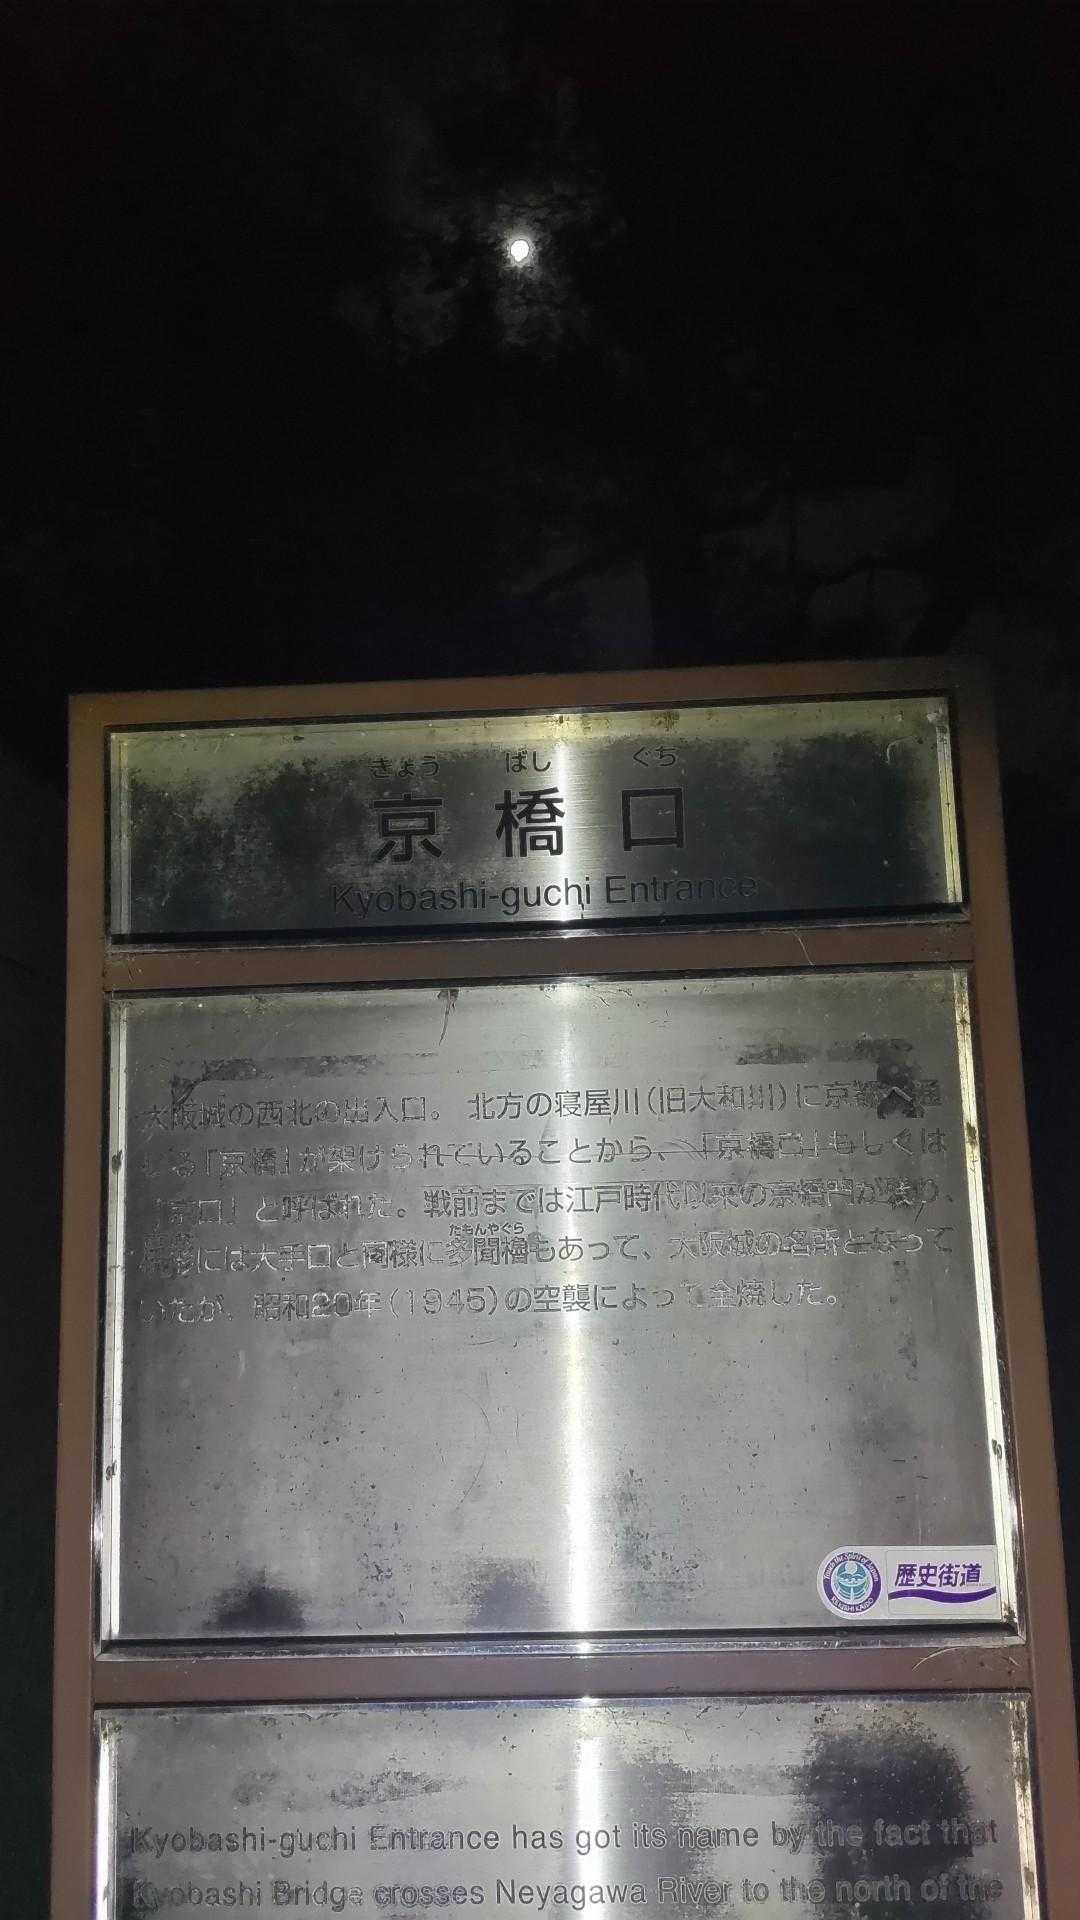 きょう ばし ぐち
京橋口
Kyobashi-guchi Entrance
大阪城の西北の出入口。北方の寝屋川(旧大和川)に京都へ通
じる「京橋」が架けられていることから、「京橋口」もしくは
「京口」と呼ばれた。戦前までは江戸時代以来の京橋門が残り、
たもんやぐら
には大手口と同様に多聞櫓もあって、大阪城の名所となって
いたが、昭和20年(1945)の空襲によって全焼した。
Touch the Spirit of Japan
REKISHI KAIDO
歴史街道
Kyobashi-guchi Entrance has got its name by the fact that
Kyobashi Bridge crosses Neyagawa River to the north of the